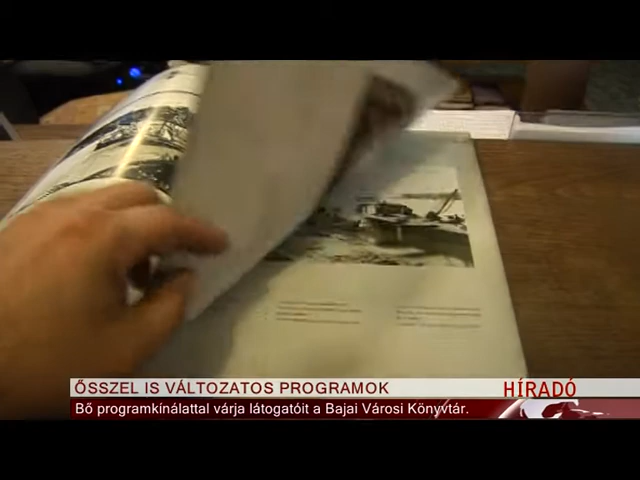 ŐSSZEL IS VÁLTOZATOS PROGRAMOK
HÍRADÓ
Bő programkínálattal várja látogatóit a Bajai Városi Könyvtár.